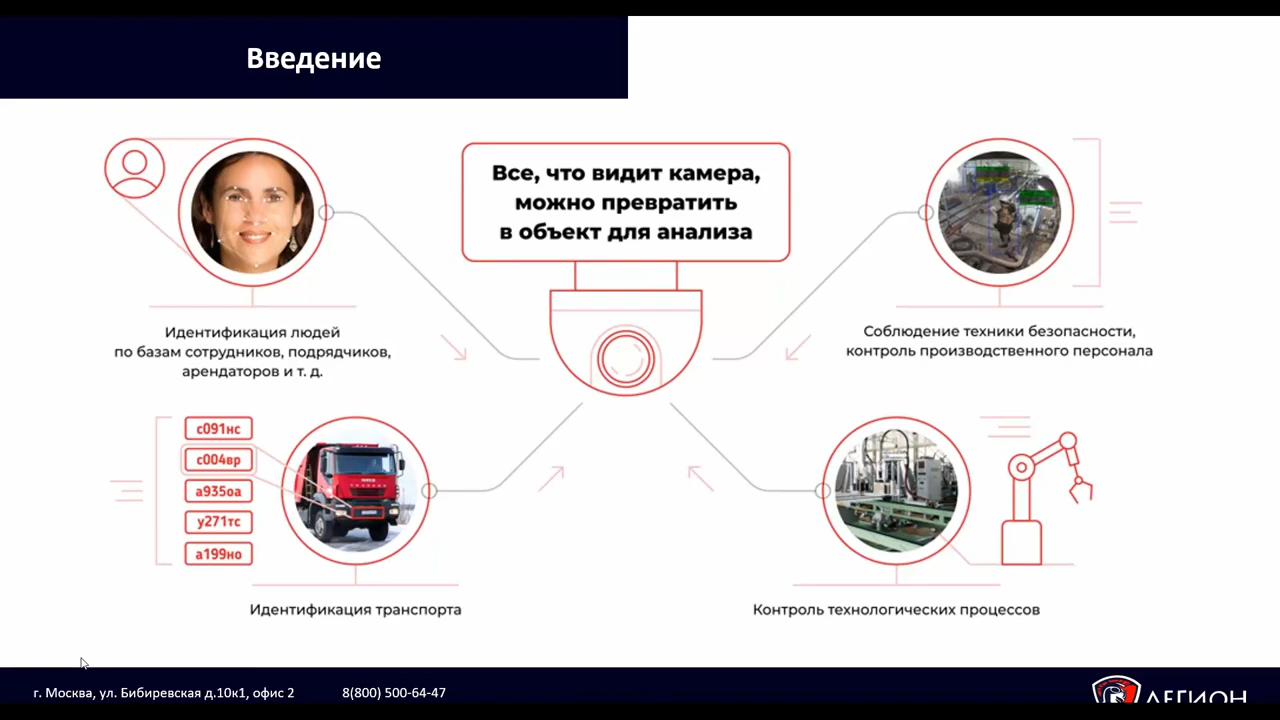 Введение
Все, что видит камера,
можно превратить
в объект для анализа
Идентификация людей
по базам сотрудников, подрядчиков,
арендаторов и т. д.
Соблюдение техники безопасности,
контроль производственного персонала
с091нс
с004вр
а935оа
у271тс
а199но
Идентификация транспорта
Контроль технологических процессов
г. Москва, ул. Бибиревская д.10к1, офис 2
8(800) 500-64-47
ЛЕГИОН